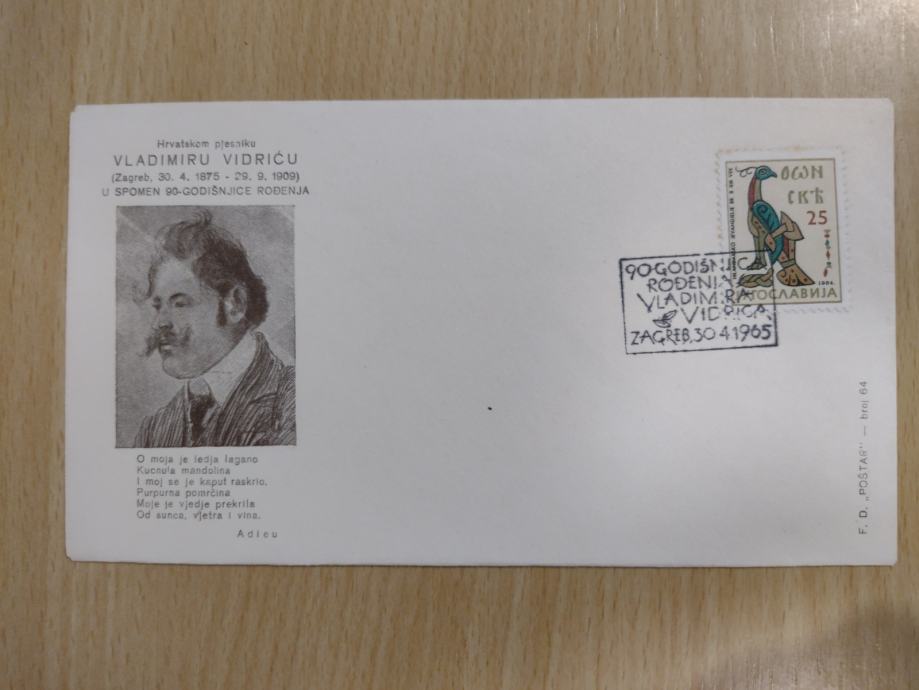 Hrvatskom pjesniku
VLADIMIRU VIDRIĆU
(Zagreb, 30. 4. 1875 - 29. 9. 1909)
U SPOMEN 90-GODIŠNJICE ROĐENJA
O moja je ledja lagano
Kucnula mandolina
I moj se je kaput raskrio,
Purpurna pomrčina
Moje je vjedje prekrila
Od sunca, vjetra i vina.
Adieu
25
ЈУГОСЛАВИЈА
90-GODIŠNJICA
ROĐENJA
VLADIMIRA
VIDRIĆA
ZAGREB, 30 4 1965
F. D. „POŠTAR" — broj 64